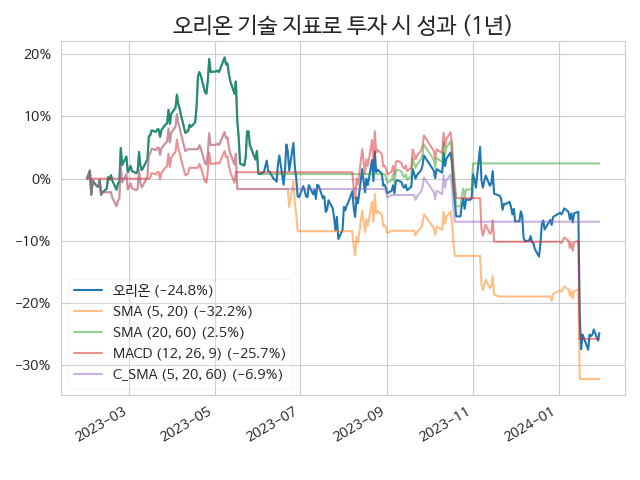 오리온 기술 지표로 투자 시 성과 (1년)
20%
10%
0%
−10%
−20%
−30%
오리온 (−24.8%)
SMA (5, 20) (−32.2%)
SMA (20, 60) (2.5%)
MACD (12, 26, 9) (−25.7%)
C_SMA (5, 20, 60) (−6.9%)
2023−03
2023−05
2023−07
2023−09
2023−11
2024−01